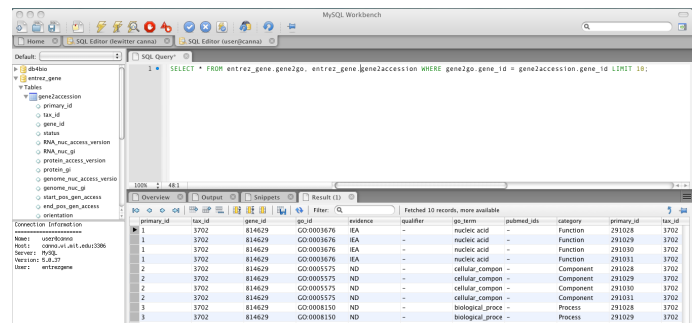 MySQL Workbench
Home SQL Editor (lewitter canna) SQL Editor (user@canna)
Default: SQL Query*
db4bio
entrez_gene
Tables
gene2accession
primary_id
tax_id
gene_id
status
RNA_nuc_access_version
RNA_nuc_gi
protein_access_version
protein_gi
genome_nuc_access_versio
genome_nuc_gi
start_pos_gen_access
end_pos_gen_access
orientation
1 SELECT * FROM entrez_gene.gene2go, entrez_gene.gene2accession WHERE gene2go.gene_id = gene2accession.gene_id LIMIT 10;
100% 48:1
Overview Output Snippets Result (1)
Filter: Fetched 10 records, more available
primary_id tax_id gene_id go_id evidence qualifier go_term pubmed_ids category primary_id tax_id
1 3702 814629 GO:0003676 IEA – nucleic acid – Function 291028 3702
1 3702 814629 GO:0003676 IEA – nucleic acid – Function 291029 3702
1 3702 814629 GO:0003676 IEA – nucleic acid – Function 291030 3702
1 3702 814629 GO:0003676 IEA – nucleic acid – Function 291031 3702
2 3702 814629 GO:0005575 ND – cellular_compon – Component 291028 3702
2 3702 814629 GO:0005575 ND – cellular_compon – Component 291029 3702
2 3702 814629 GO:0005575 ND – cellular_compon – Component 291030 3702
2 3702 814629 GO:0005575 ND – cellular_compon – Component 291031 3702
3 3702 814629 GO:0008150 ND – biological_proce – Process 291028 3702
3 3702 814629 GO:0008150 ND – biological_proce – Process 291029 3702
Connection Information
Name: user@canna
Host: canna.wi.mit.edu:3306
Server: MySQL
Version: 5.0.37
User: entrezgene